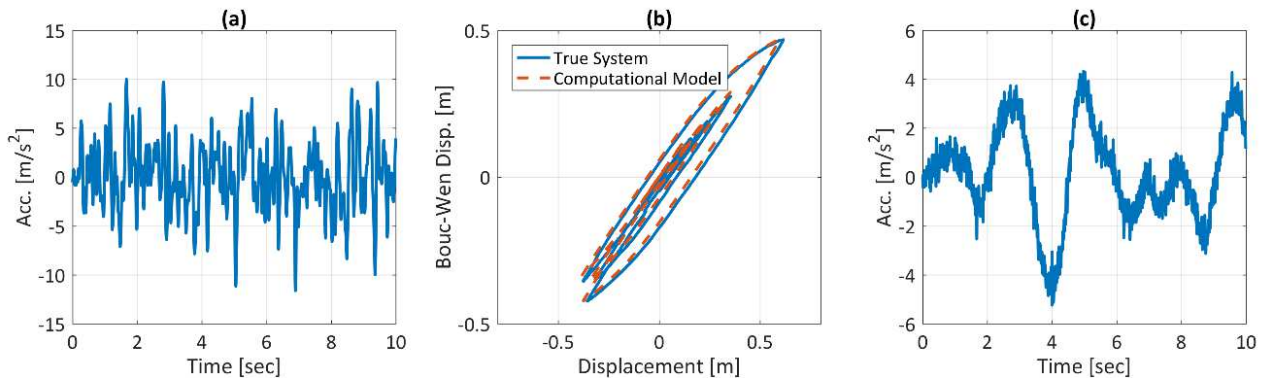 (a)
15
10
5
0
-5
-10
-15
Acc. [m/s²]
0 2 4 6 8 10
Time [sec]
(b)
True System
Computational Model
0.5
0
-0.5
Bouc-Wen Disp. [m]
-0.5 0 0.5
Displacement [m]
(c)
6
4
2
0
-2
-4
-6
Acc. [m/s²]
0 2 4 6 8 10
Time [sec]